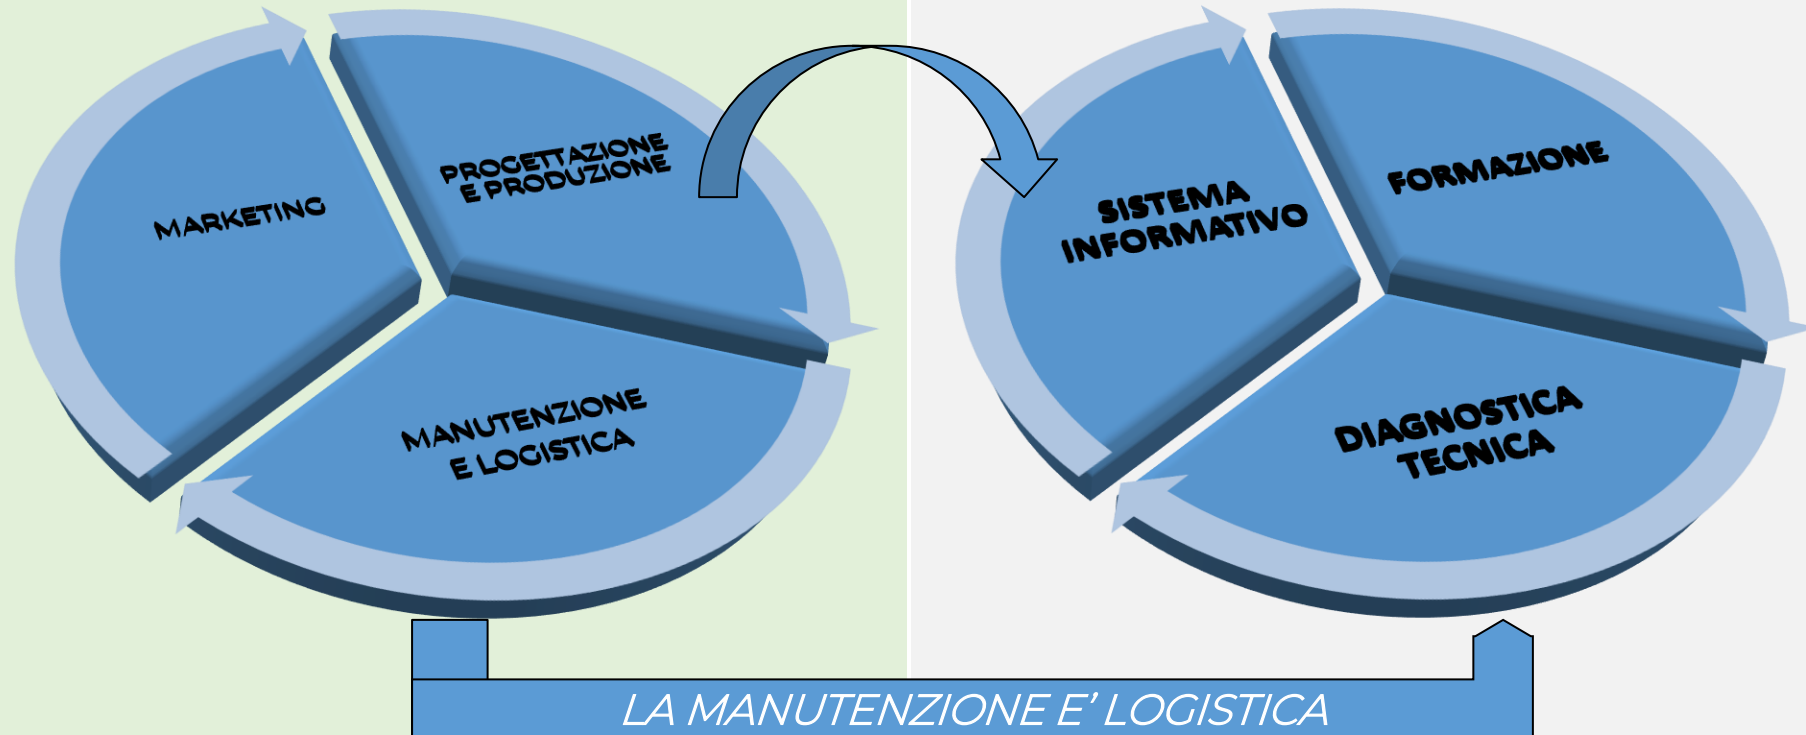 MARKETING
PROGETTAZIONE
E PRODUZIONE
MANUTENZIONE
E LOGISTICA
SISTEMA
INFORMATIVO
FORMAZIONE
DIAGNOSTICA
TECNICA
LA MANUTENZIONE E' LOGISTICA